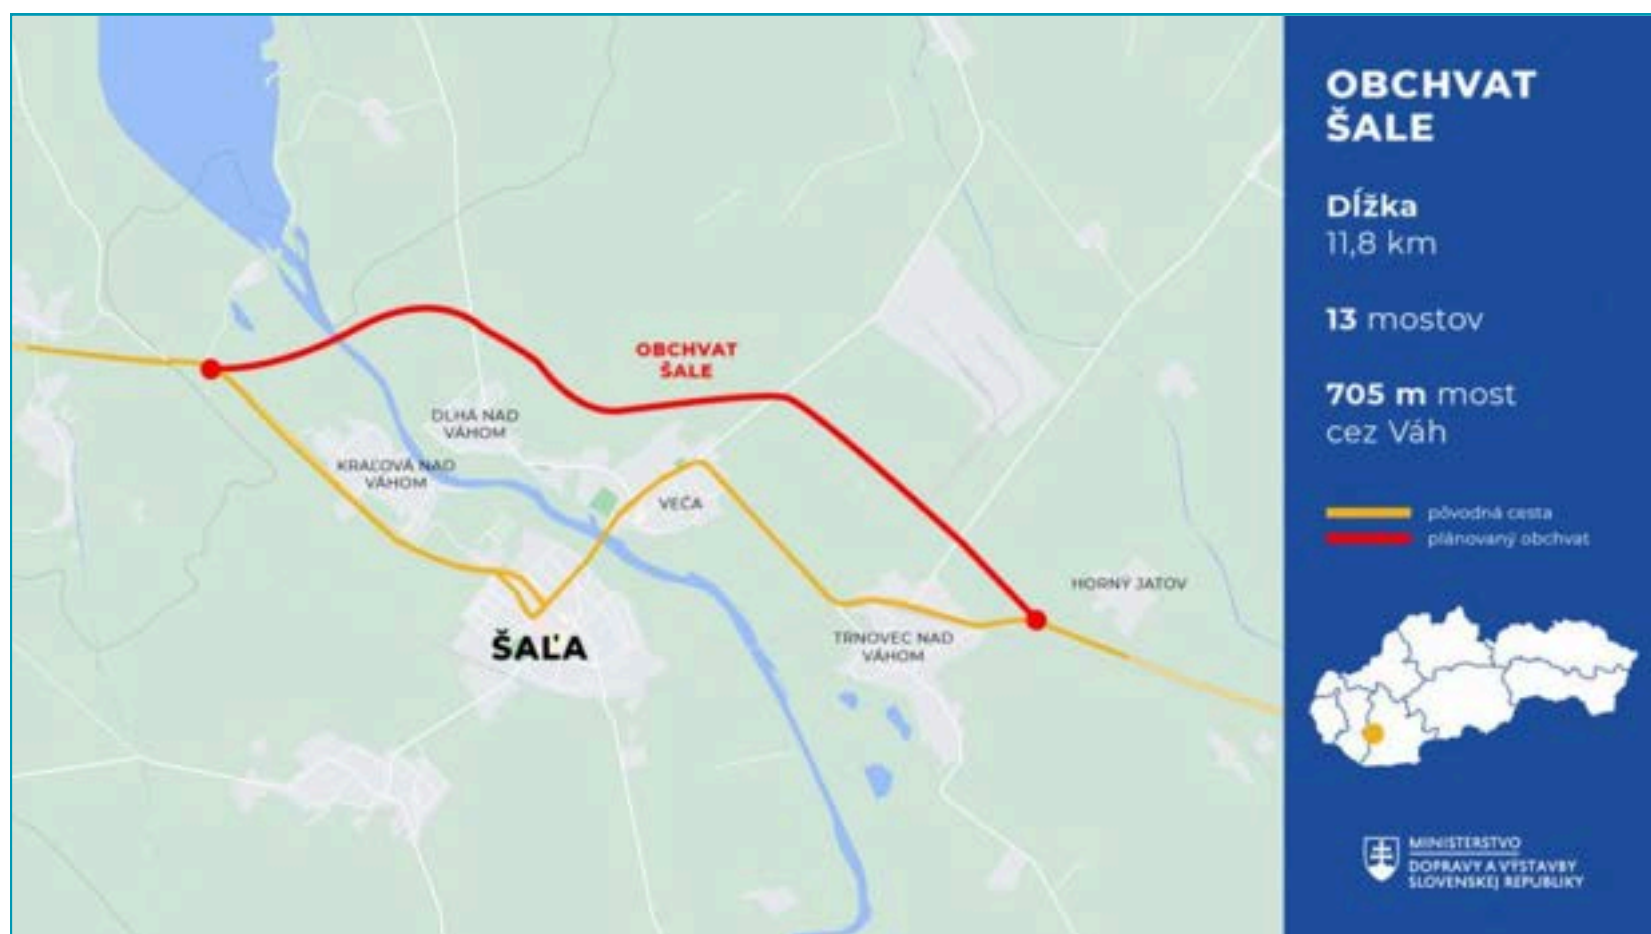 OBCHVAT
ŠALE
DLHÁ NAD
VÁHOM
KRÁĽOVÁ NAD
VÁHOM
VEČA
ŠAĽA
TRNOVEC NAD
VÁHOM
HORNÝ JATOV
OBCHVAT
ŠALE
Dĺžka
11,8 km
13 mostov
705 m most
cez Váh
pôvodná cesta
plánovaný obchvat
MINISTERSTVO
DOPRAVY A VÝSTAVBY
SLOVENSKEJ REPUBLIKY